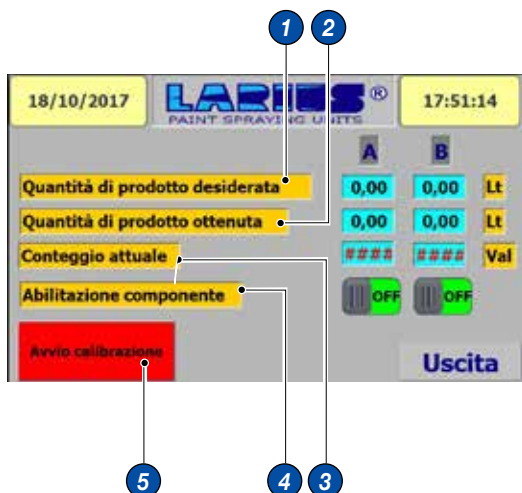 1 2
18/10/2017 LARIUS® 17:51:14
PAINT SPRAYING UNITS
A B
Quantità di prodotto desiderata 0,00 0,00 Lt
Quantità di prodotto ottenuta 0,00 0,00 Lt
Conteggio attuale #### #### Val
Abilitazione componente OFF OFF
Avvio calibrazione Uscita
5 4 3